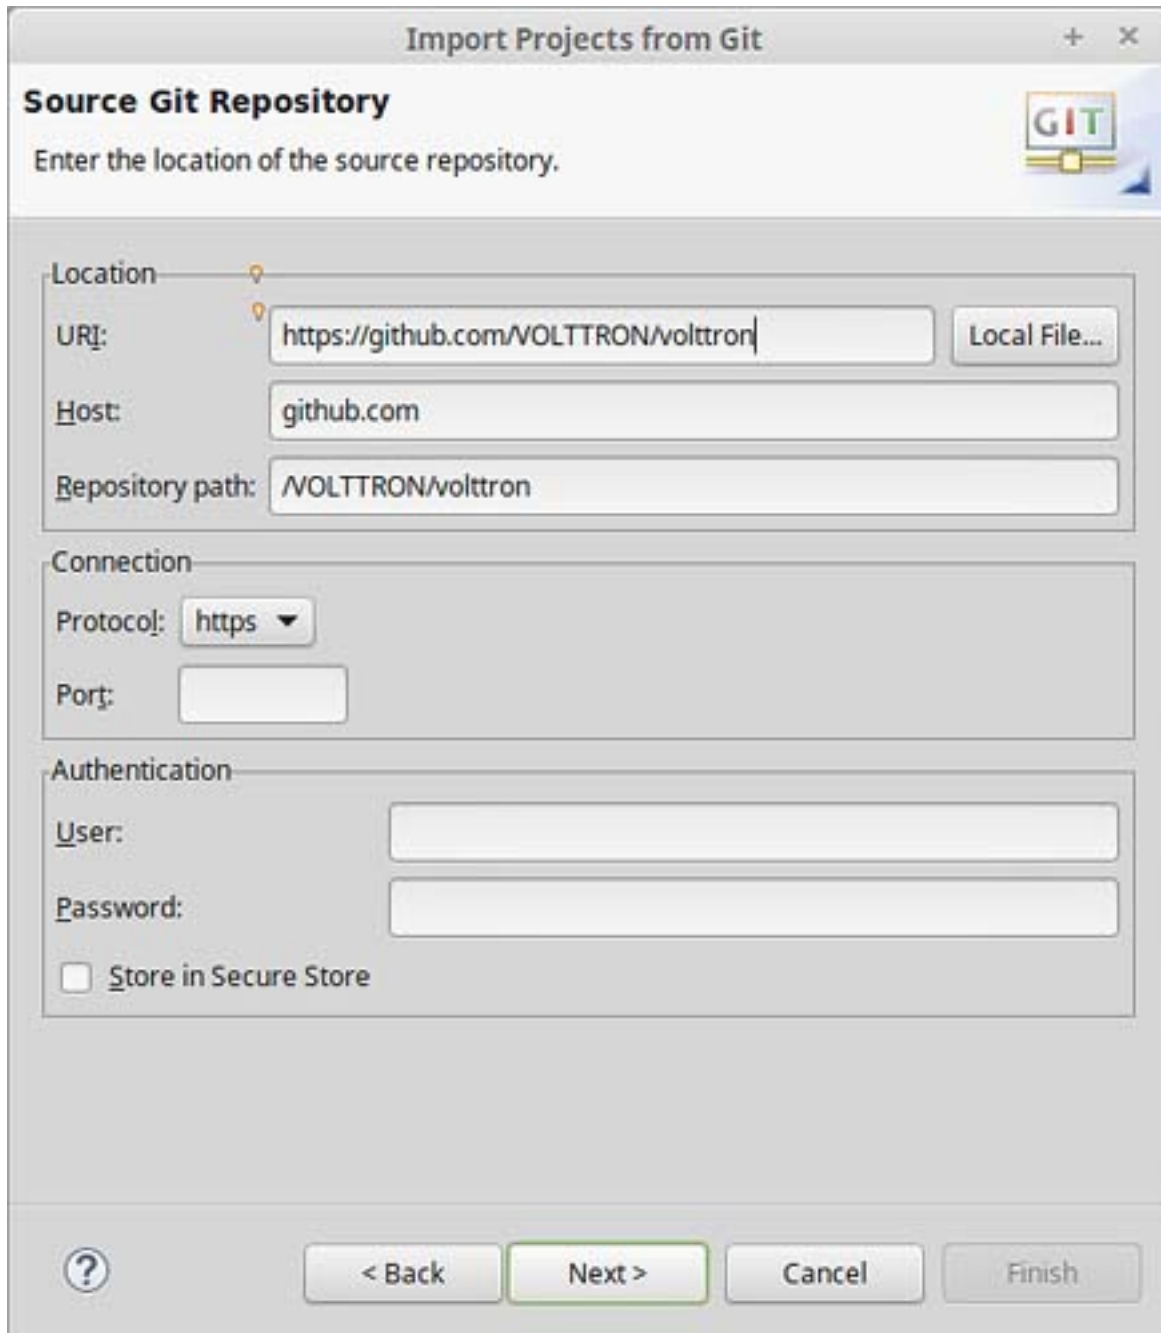 Import Projects from Git
Source Git Repository
Enter the location of the source repository.
GIT
Location
URI: https://github.com/VOLTTRON/volttron Local File...
Host: github.com
Repository path: /VOLTTRON/volttron
Connection
Protocol: https
Port:
Authentication
User:
Password:
Store in Secure Store
? < Back Next > Cancel Finish